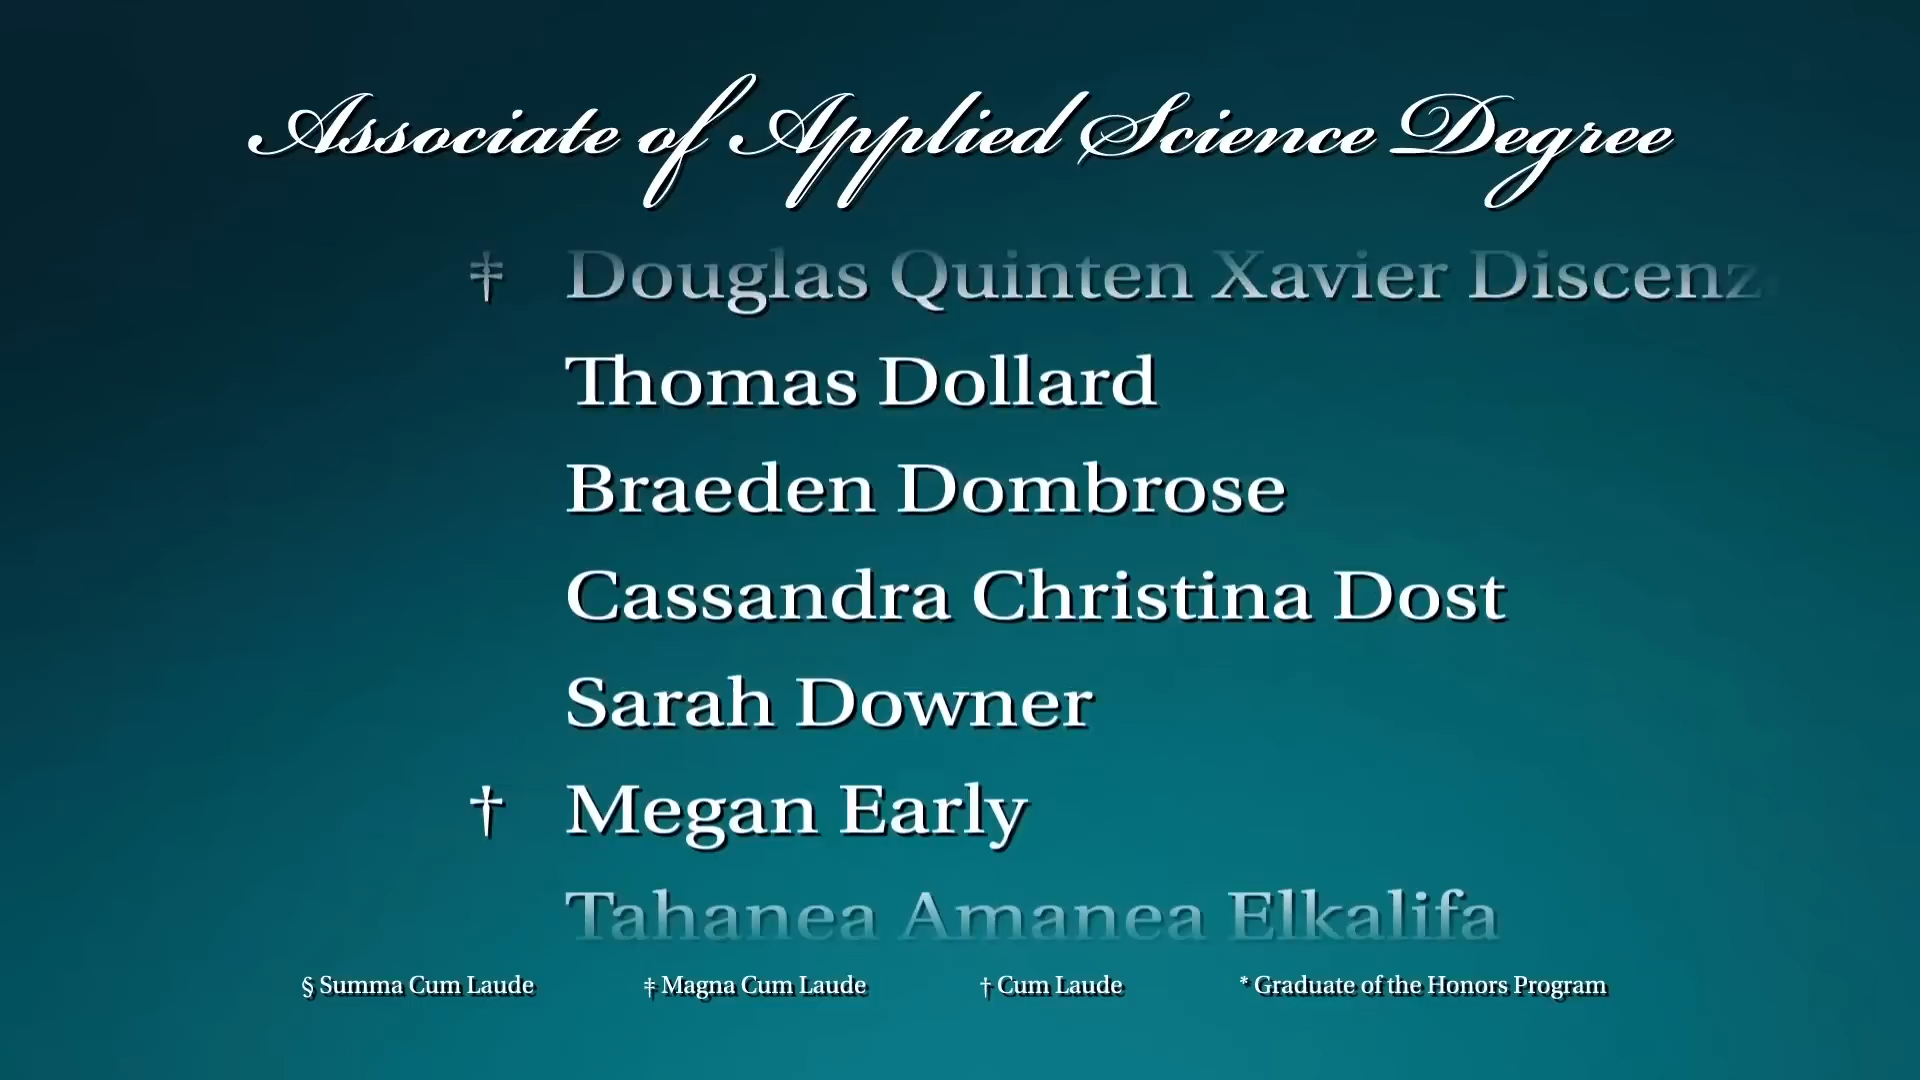 Associate of Applied Science Degree
‡ Douglas Quinten Xavier
Thomas Dollard
Braeden Dombrose
Cassandra Christina Dost
Sarah Downer
† Megan Early
Tahanea Amanea Elkalifa
§ Summa Cum Laude ‡ Magna Cum Laude † Cum Laude * Graduate of the Honors Program